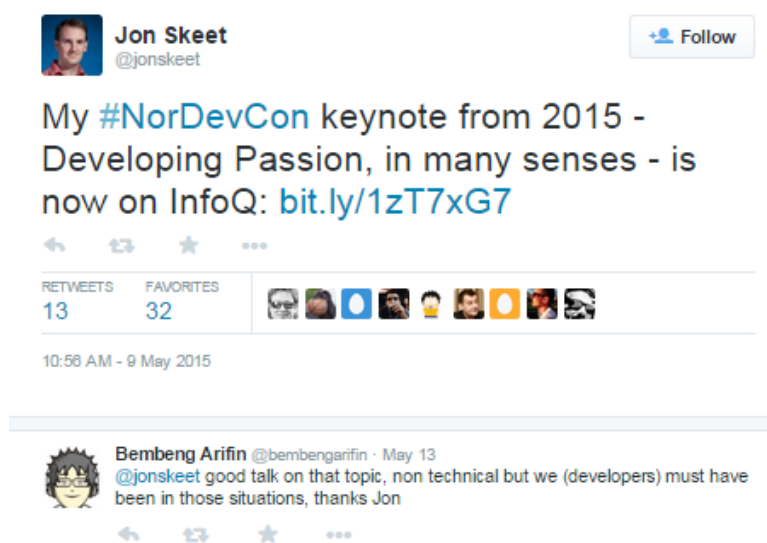 Jon Skeet
@jonskeet
Follow
My #NorDevCon keynote from 2015 -
Developing Passion, in many senses - is
now on InfoQ: bit.ly/1zT7xG7
RETWEETS FAVORITES
13 32
10:56 AM - 9 May 2015
Bembeng Arifin @bembengarifin · May 13
@jonskeet good talk on that topic, non technical but we (developers) must have
been in those situations, thanks Jon